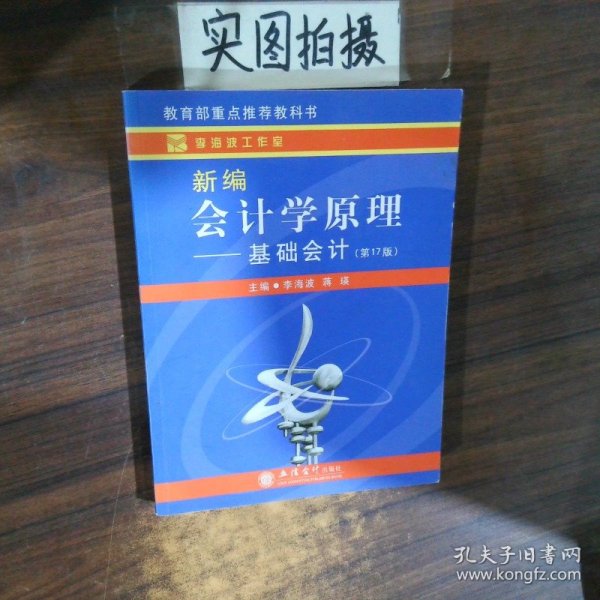 实图拍摄
教育部重点推荐教科书
李海波工作室
新编
会计学原理
——基础会计(第17版)
主编●李海波 蒋瑛
立信会计出版社
孔夫子旧书网
www.kongfz.com